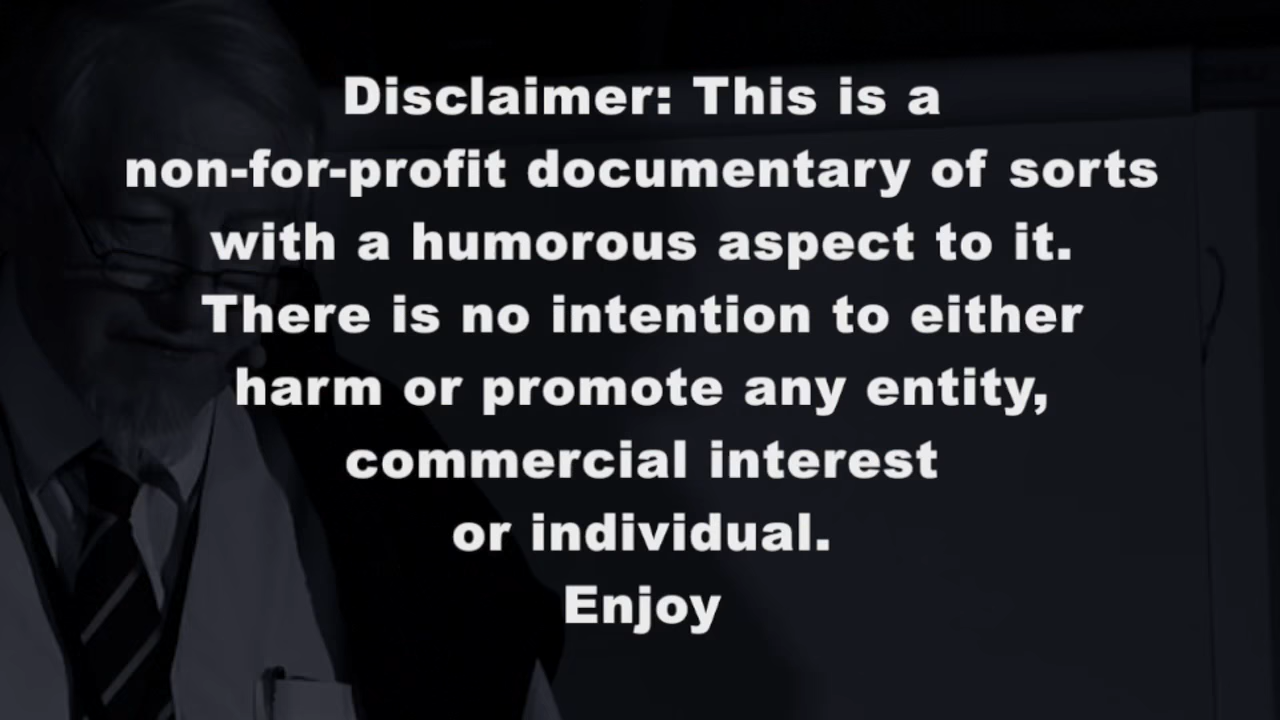 Disclaimer: This is a
non-for-profit documentary of sorts
with a humorous aspect to it.
There is no intention to either
harm or promote any entity,
commercial interest
or individual.
Enjoy